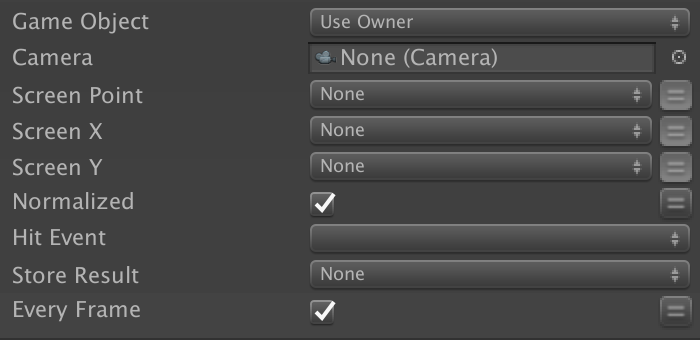 Game Object Use Owner
Camera None (Camera)
Screen Point None
Screen X None
Screen Y None
Normalized
Hit Event
Store Result None
Every Frame